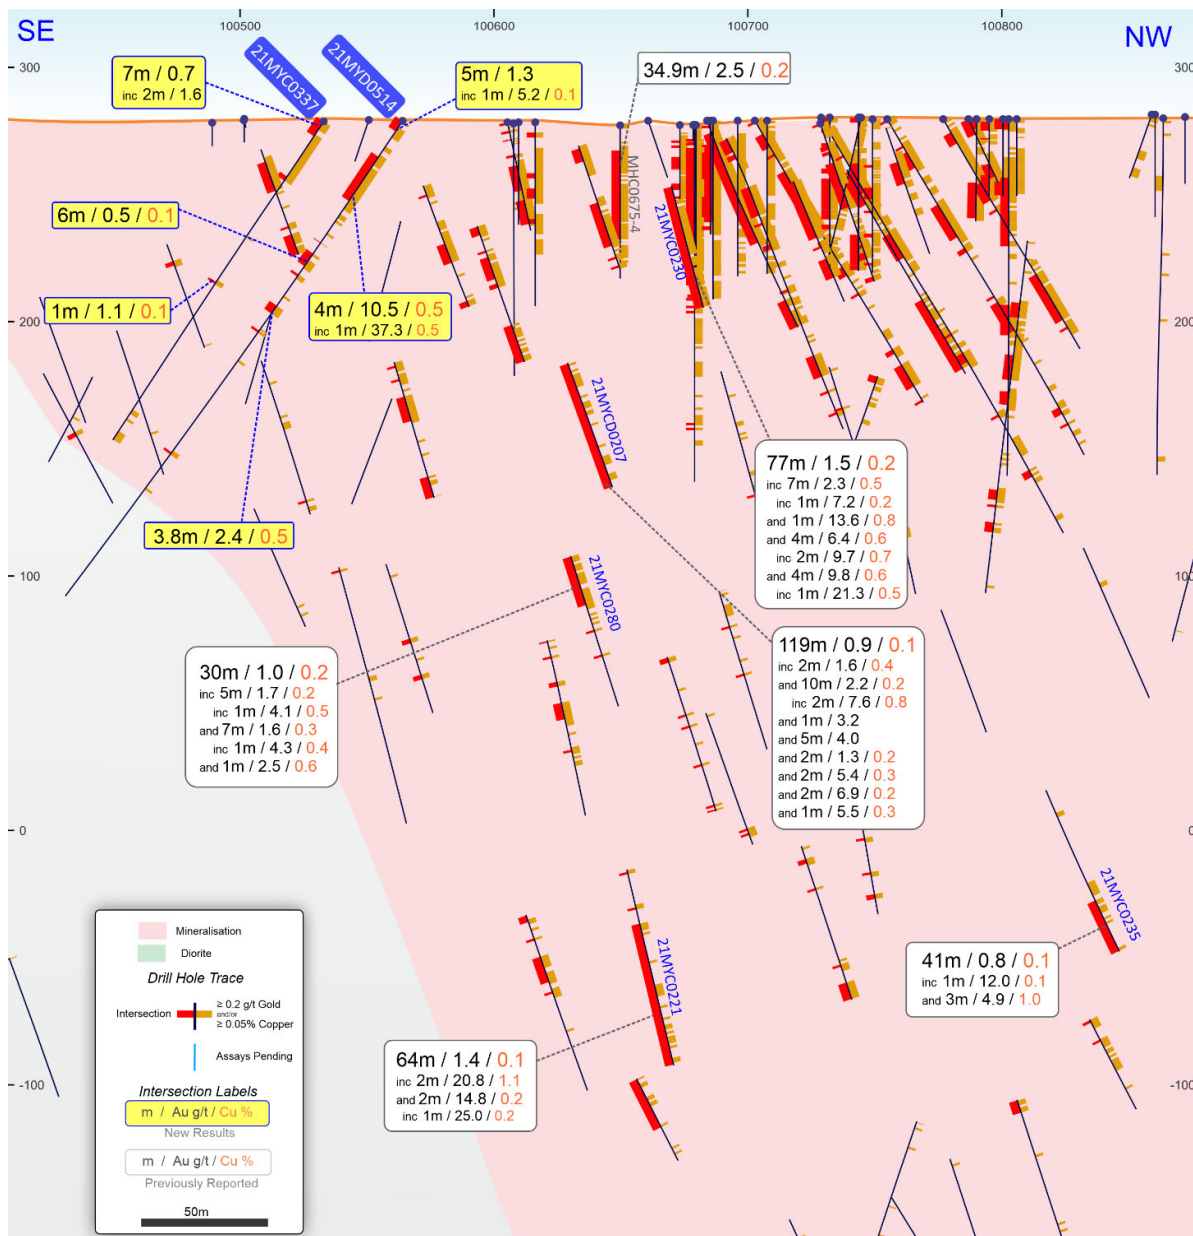 SE
100500
100600
100700
100800
NW
300
300
7m / 0.7
inc 2m / 1.6
21MYC0337
21MYD0514
5m / 1.3
inc 1m / 5.2 / 0.1
34.9m / 2.5 / 0.2
MHC0675-4
21MYC0230
6m / 0.5 / 0.1
1m / 1.1 / 0.1
4m / 10.5 / 0.5
inc 1m / 37.3 / 0.5
200
200
21MYCD0207
77m / 1.5 / 0.2
inc 7m / 2.3 / 0.5
inc 1m / 7.2 / 0.2
and 1m / 13.6 / 0.8
and 4m / 6.4 / 0.6
inc 2m / 9.7 / 0.7
and 4m / 9.8 / 0.6
inc 1m / 21.3 / 0.5
3.8m / 2.4 / 0.5
100
100
21MYC0280
119m / 0.9 / 0.1
inc 2m / 1.6 / 0.4
and 10m / 2.2 / 0.2
inc 2m / 7.6 / 0.8
and 1m / 3.2
and 5m / 4.0
and 2m / 1.3 / 0.2
and 2m / 5.4 / 0.3
and 2m / 6.9 / 0.2
and 1m / 5.5 / 0.3
30m / 1.0 / 0.2
inc 5m / 1.7 / 0.2
inc 1m / 4.1 / 0.5
and 7m / 1.6 / 0.3
inc 1m / 4.3 / 0.4
and 1m / 2.5 / 0.6
0
0
21MYC0235
21MYC0221
41m / 0.8 / 0.1
inc 1m / 12.0 / 0.1
and 3m / 4.9 / 1.0
64m / 1.4 / 0.1
inc 2m / 20.8 / 1.1
and 2m / 14.8 / 0.2
inc 1m / 25.0 / 0.2
-100
-100
Mineralisation
Diorite
Drill Hole Trace
Intersection
≥ 0.2 g/t Gold
and/or
≥ 0.05% Copper
Assays Pending
Intersection Labels
m / Au g/t / Cu %
New Results
m / Au g/t / Cu %
Previously Reported
50m